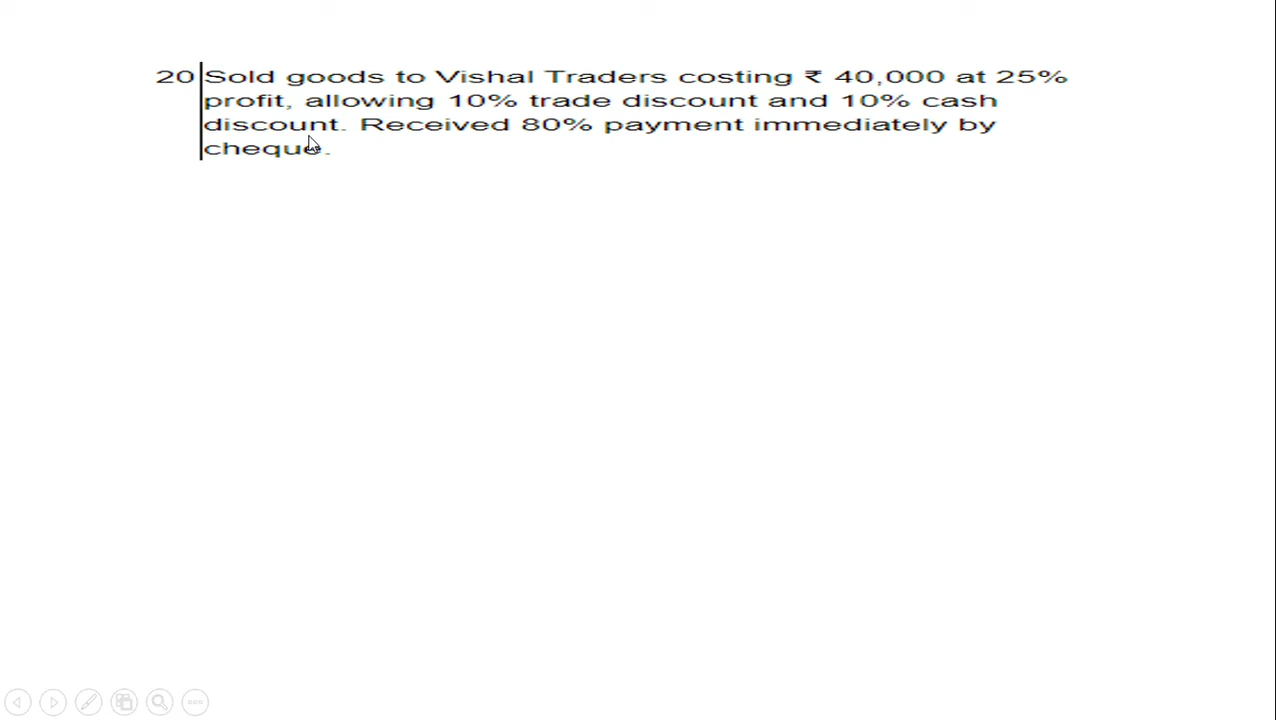 20 Sold goods to Vishal Traders costing ₹ 40,000 at 25%
profit, allowing 10% trade discount and 10% cash
discount. Received 80% payment immediately by
cheque.